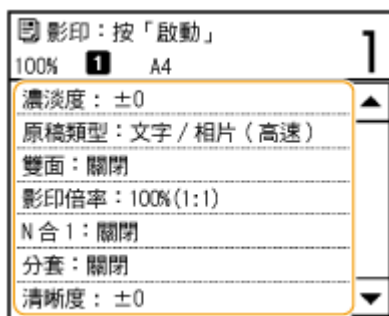 影印：按「啟動」
1
100% 1 A4
濃淡度：±0
原稿類型：文字/相片(高速)
雙面：關閉
影印倍率：100%(1:1)
N合1：關閉
分套：關閉
清晰度：±0